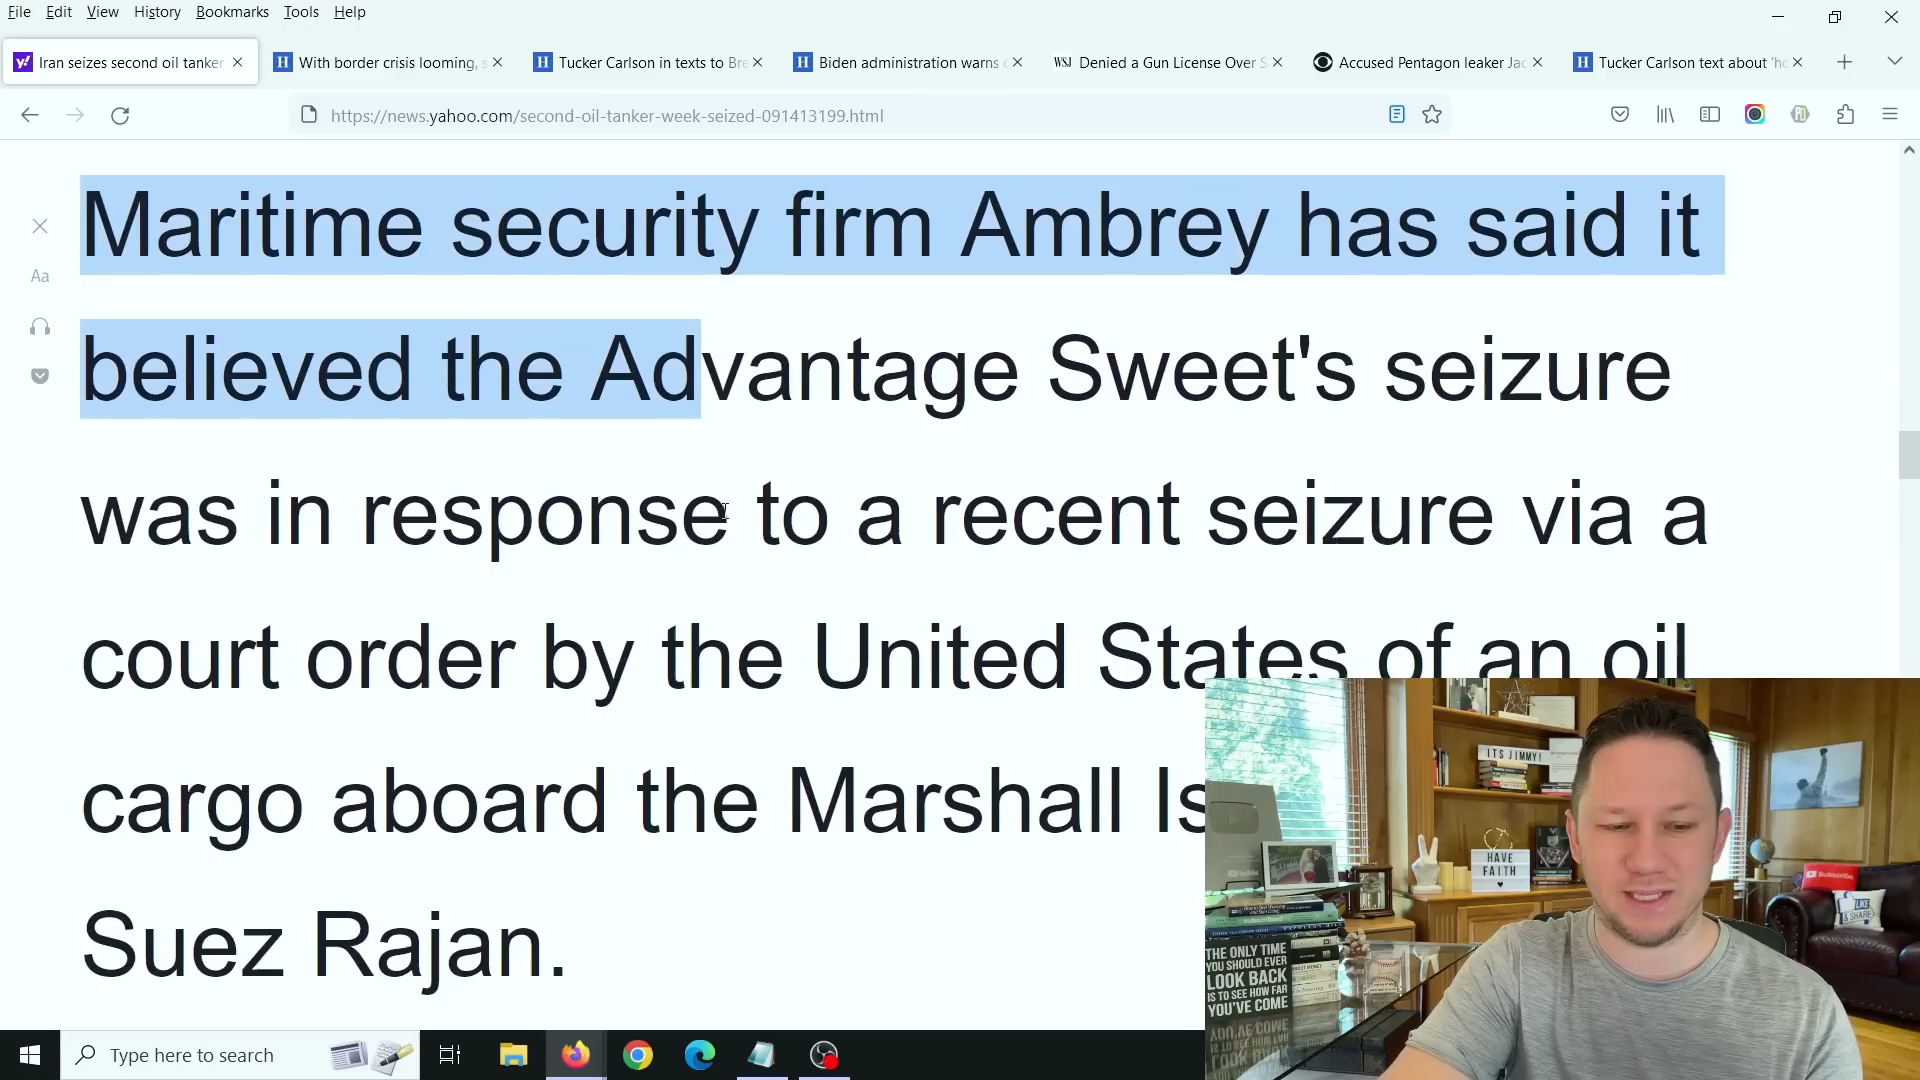 File Edit View History Bookmarks Tools Help
Iran seizes second oil tanker
With border crisis looming, s
Tucker Carlson in texts to Bre
Biden administration warns c
WSJ Denied a Gun License Over S
Accused Pentagon leaker Jac
Tucker Carlson text about 'ho
https://news.yahoo.com/second-oil-tanker-week-seized-091413199.html
Aa
Maritime security firm Ambrey has said it
believed the Advantage Sweet's seizure
was in response to a recent seizure via a
court order by the United States of an oil
cargo aboard the Marshall Is
Suez Rajan.
ITS JIMMY!
HAVE
FAITH
Subscribe
LIKE
& SHARE
THE ONLY TIME
YOU SHOULD EVER
LOOK BACK
IS TO SEE HOW FAR
YOU'VE COME
Type here to search